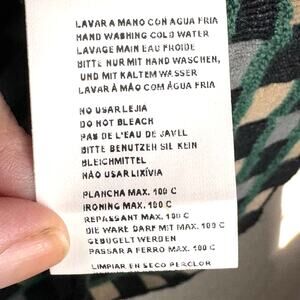 LAVAR A MANO CON AGUA FRIA
HAND WASHING COLD WATER
LAVAGE MAIN EAU FROIDE
BITTE NUR MIT HAND WASCHEN,
UND MIT KALTEM WASSER
LAVAR À MÃO COM ÁGUA FRIA
NO USAR LEJIA
DO NOT BLEACH
PAS DE L'EAU DE JAVEL
BITTE BENUTZEN SIE KEIN
BLEICHMITTEL
NÃO USAR LIXÍVIA
PLANCHA MAX. 100 C
IRONING MAX. 100 C
REPASSANT MAX. 100 C
DIE WARE DARF MIT MAX. 100 C
GEBÜGELT WERDEN
PASSAR A FERRO MAX. 100 C
LIMPIAR EN SECO PERCLOR